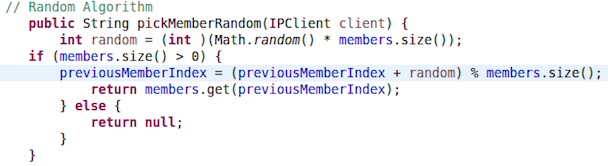 // Random Algorithm
public String pickMemberRandom(IPClient client) {
int random = (int )(Math.random() * members.size());
if (members.size() > 0) {
previousMemberIndex = (previousMemberIndex + random) % members.size();
return members.get(previousMemberIndex);
} else {
return null;
}
}